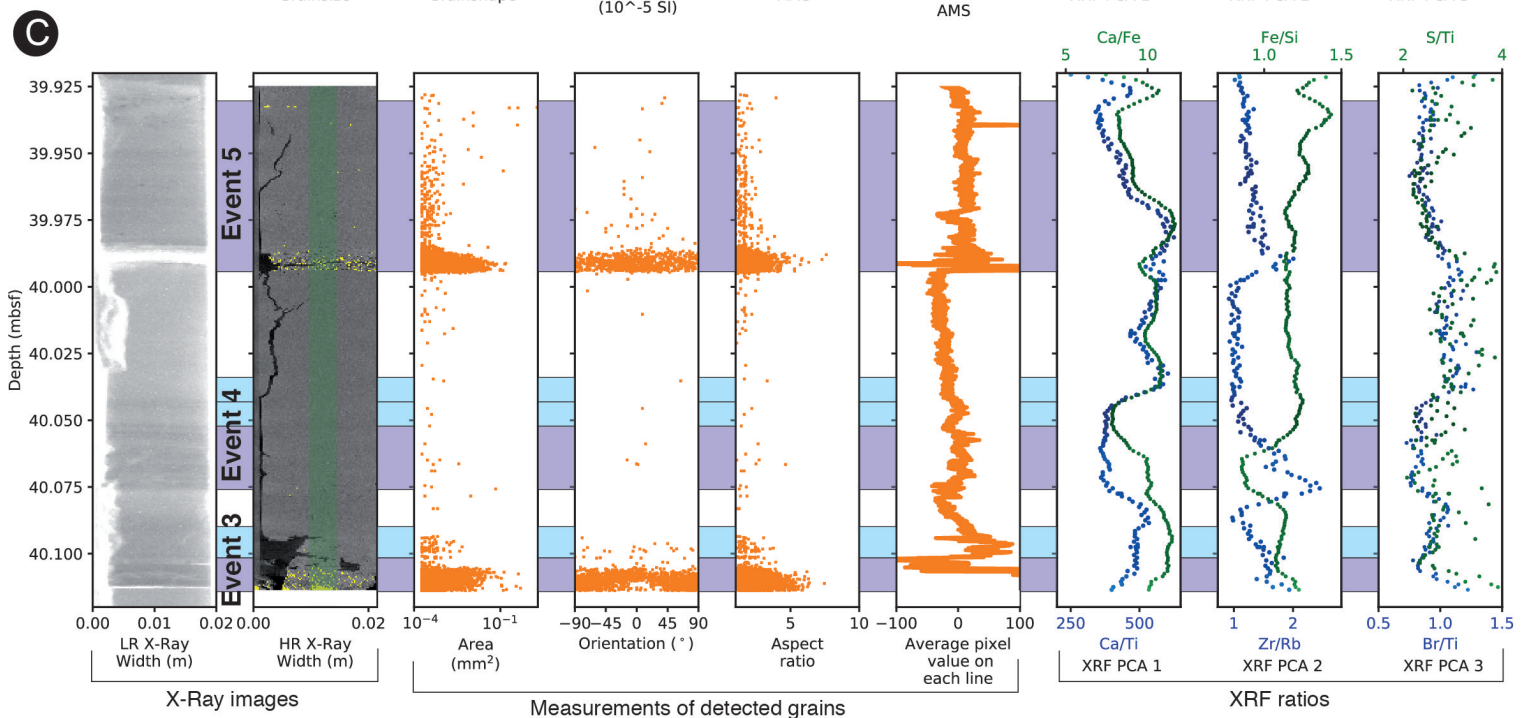 (10^-5 SI)
AMS
C
Ca/Fe
Fe/Si
S/Ti
5 10
1.0 1.5
2 4
Depth (mbsf)
39.925
39.950
39.975
40.000
40.025
40.050
40.075
40.100
Event 5
Event 4
Event 3
0.00 0.01 0.02
0.00 0.02
10^-4 10^-1
-90 -45 0 45 90
5 10
-100 0 100
250 500
1 2
0.5 1.0 1.5
LR X-Ray
Width (m)
HR X-Ray
Width (m)
Area
(mm²)
Orientation (°)
Aspect
ratio
Average pixel
value on
each line
Ca/Ti
XRF PCA 1
Zr/Rb
XRF PCA 2
Br/Ti
XRF PCA 3
X-Ray images
Measurements of detected grains
XRF ratios